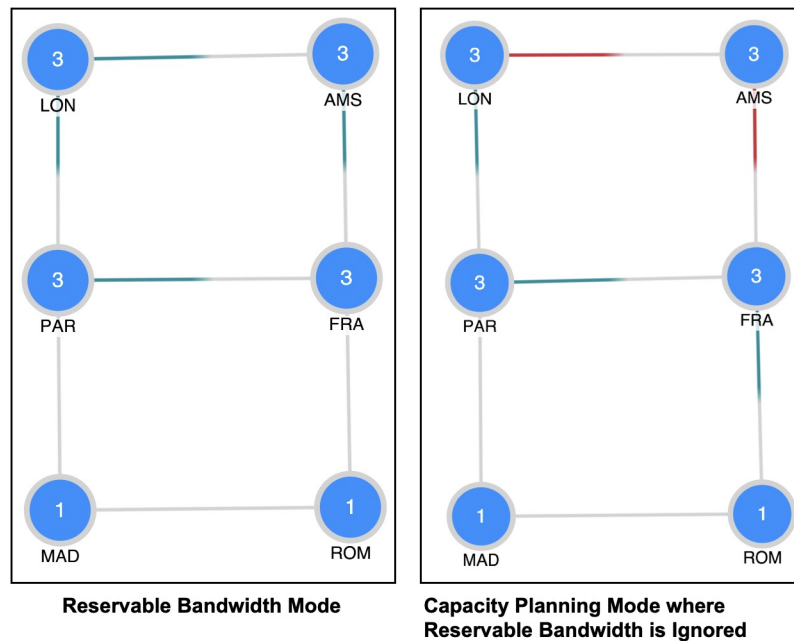 3
3
LON
AMS
3
3
PAR
FRA
1
1
MAD
ROM
Reservable Bandwidth Mode
3
3
LON
AMS
3
3
PAR
FRA
1
1
MAD
ROM
Capacity Planning Mode where
Reservable Bandwidth is Ignored